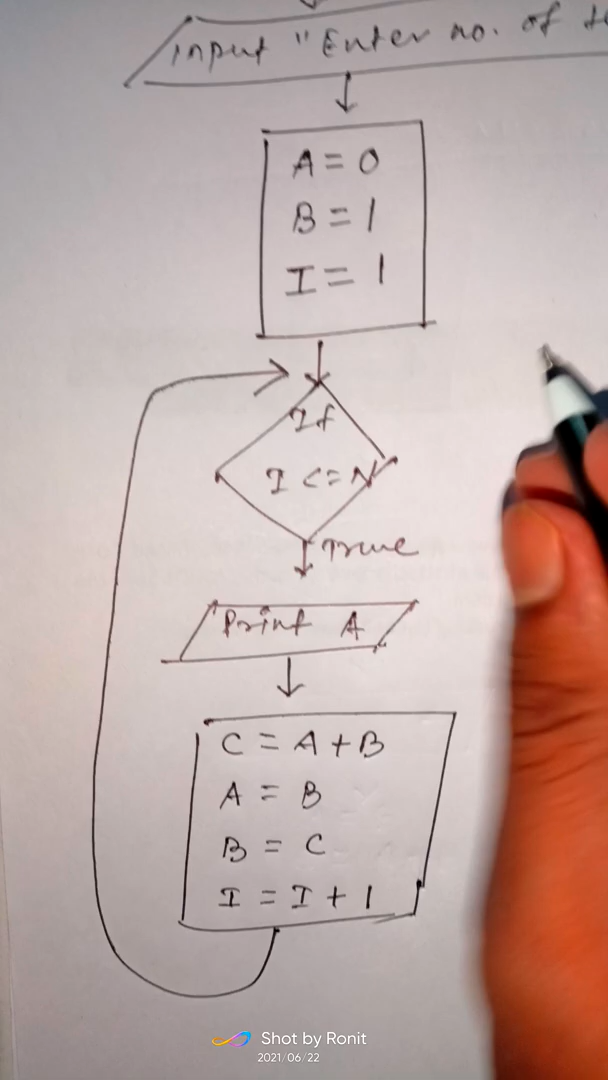 input "Enter no. of
A = 0
B = 1
I = 1
If
I <= N
True
Print A
C = A + B
A = B
B = C
I = I + 1
Shot by Ronit
2021/06/22